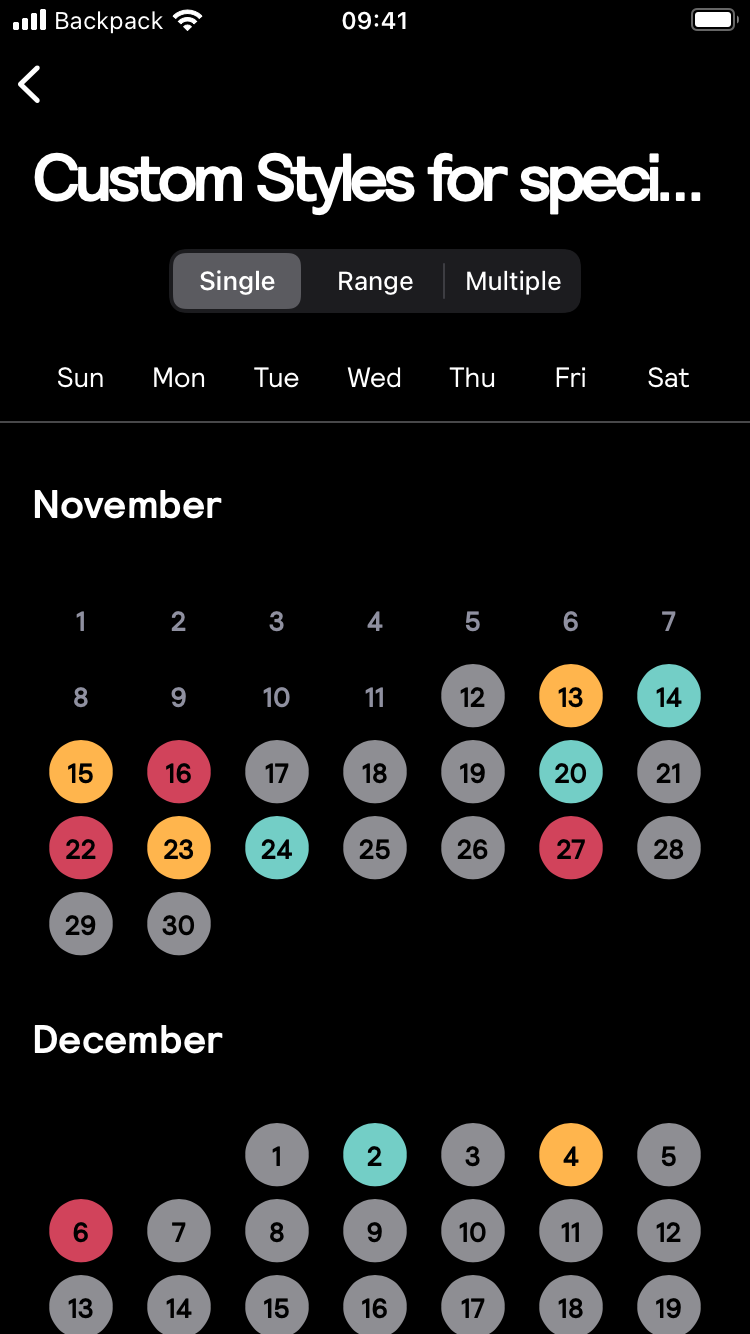 Backpack 09:41
Custom Styles for speci...
Single Range Multiple
Sun Mon Tue Wed Thu Fri Sat
November
1 2 3 4 5 6 7
8 9 10 11 12 13 14
15 16 17 18 19 20 21
22 23 24 25 26 27 28
29 30
December
1 2 3 4 5
6 7 8 9 10 11 12
13 14 15 16 17 18 19